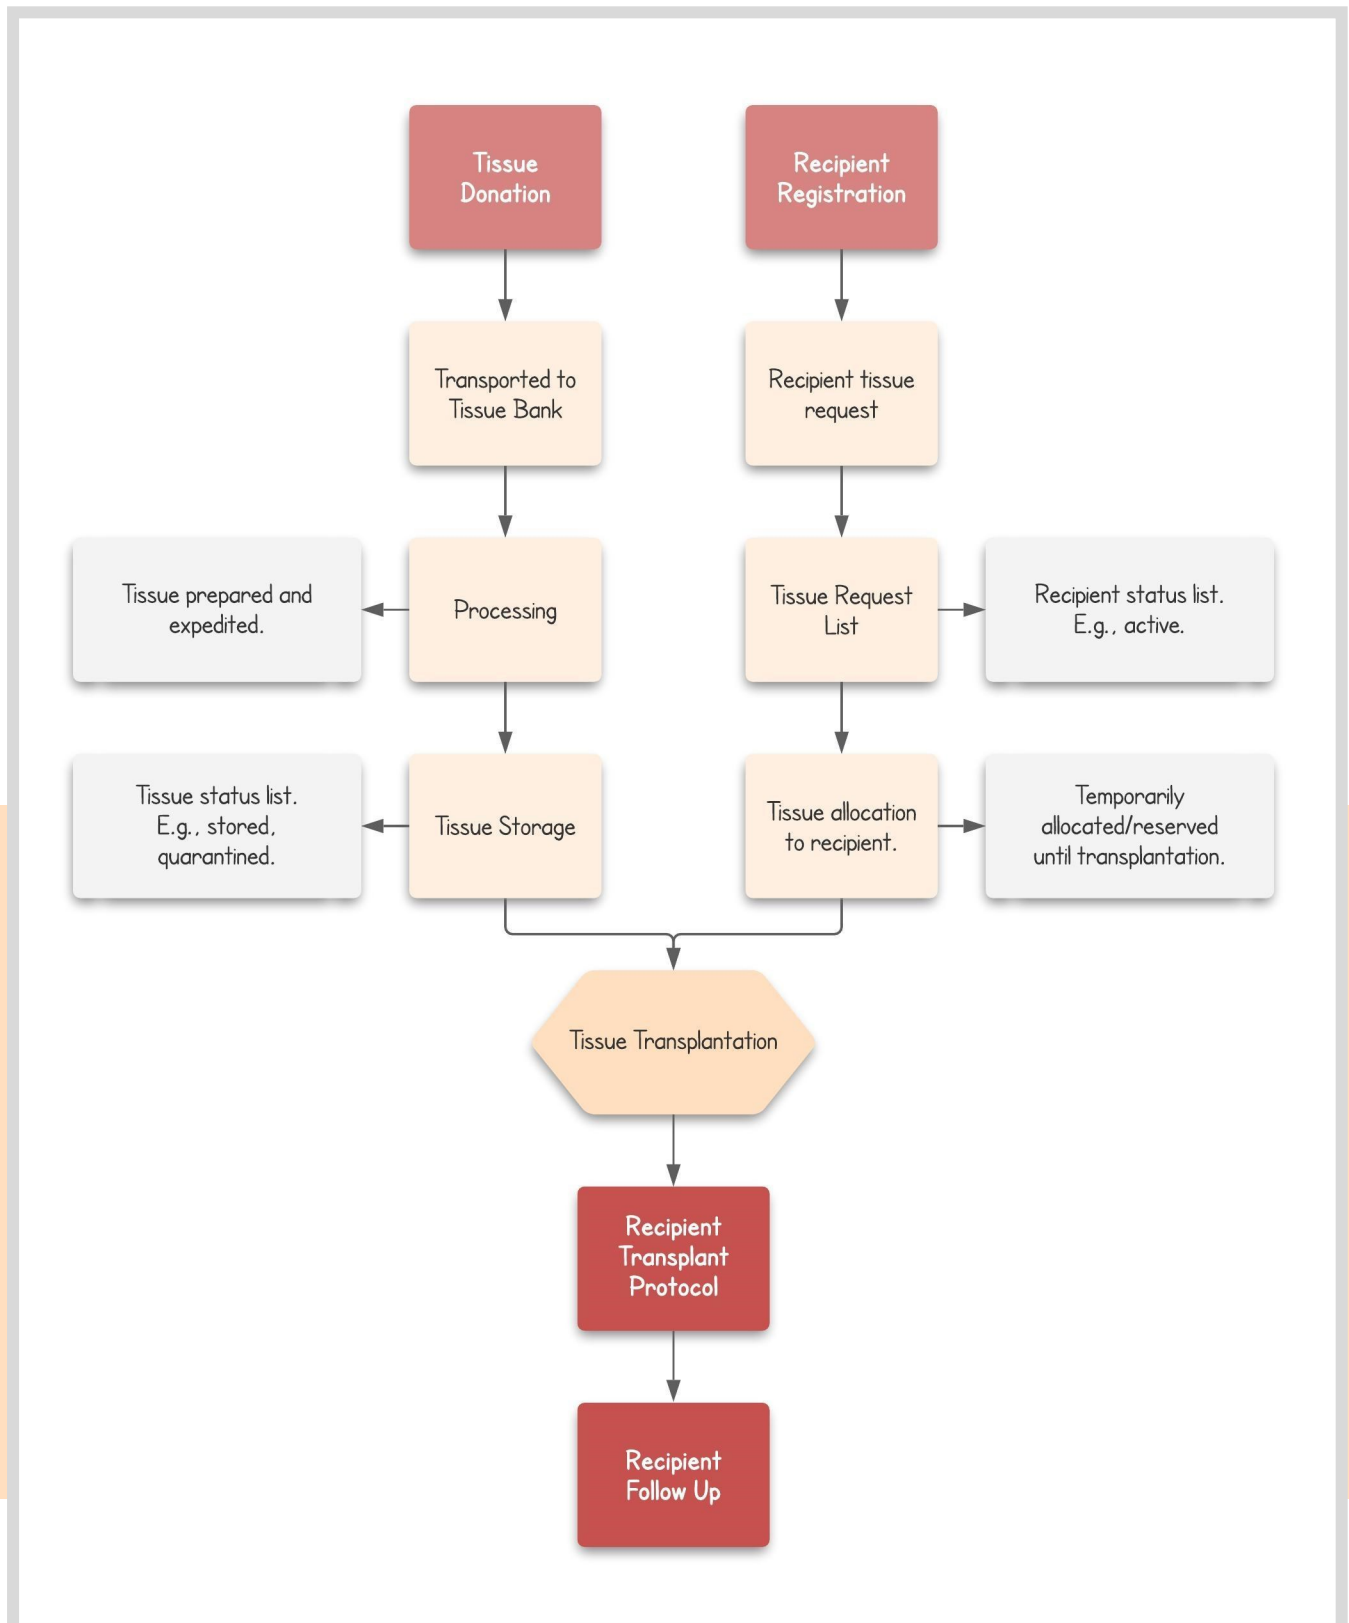 Tissue
Donation
Recipient
Registration
Transported to
Tissue Bank
Recipient tissue
request
Tissue prepared and
expedited.
Processing
Tissue Request
List
Recipient status list.
E.g., active.
Tissue status list.
E.g., stored,
quarantined.
Tissue Storage
Tissue allocation
to recipient.
Temporarily
allocated/reserved
until transplantation.
Tissue Transplantation
Recipient
Transplant
Protocol
Recipient
Follow Up